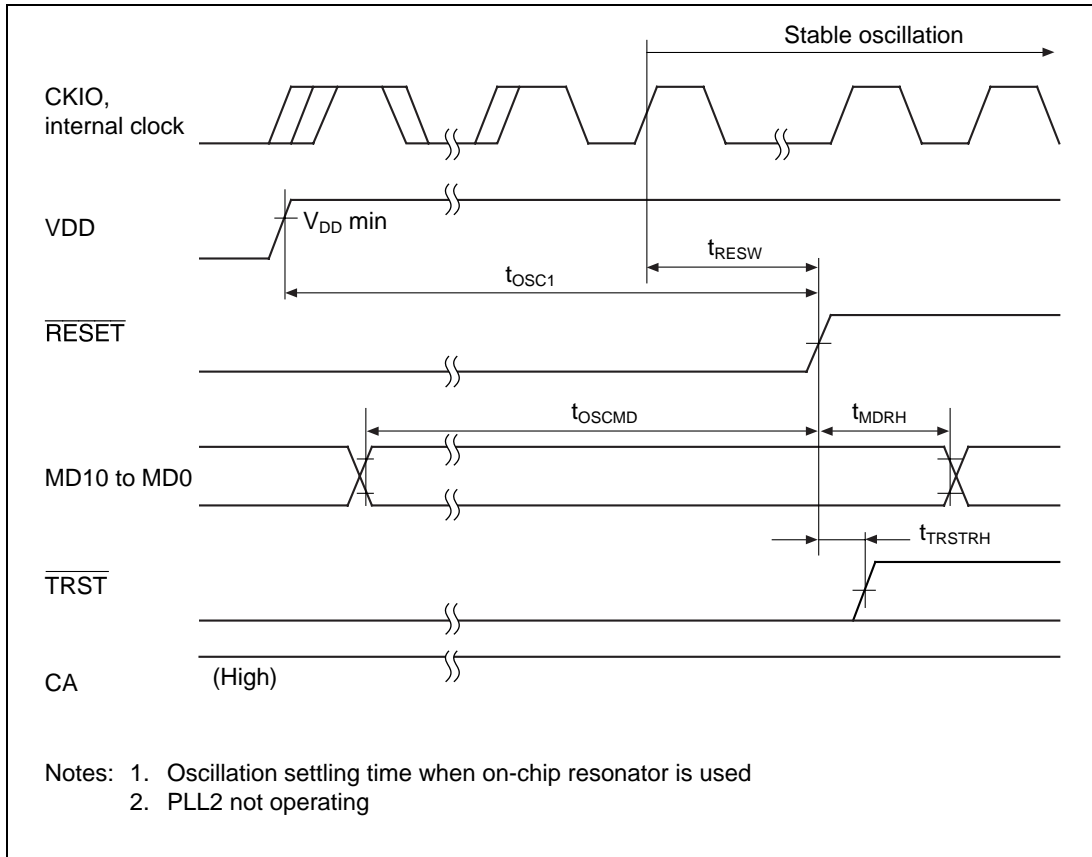 Stable oscillation
CKIO,
internal clock
VDD
VDD min
tRESW
tOSC1
RESET
tOSCMD
tMDRH
MD10 to MD0
tTRSTRH
TRST
(High)
CA
Notes: 1. Oscillation settling time when on-chip resonator is used
2. PLL2 not operating